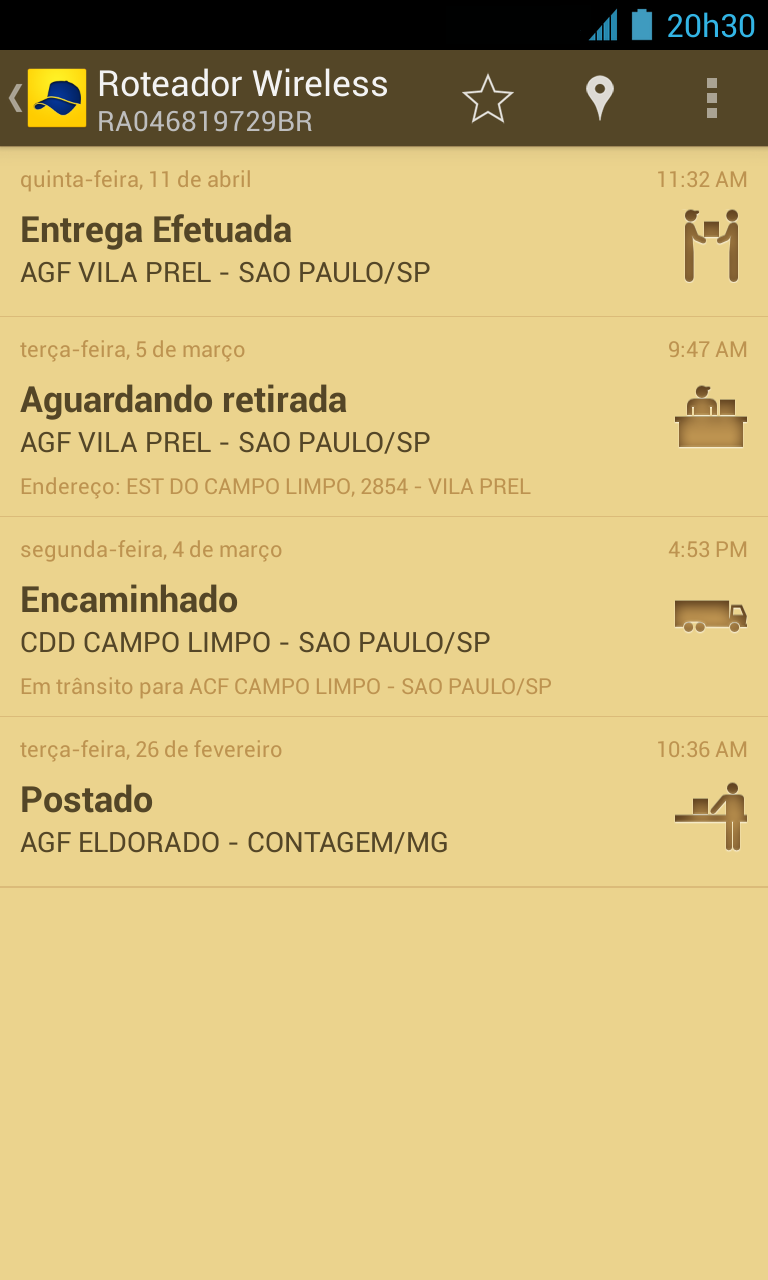 20h30
Roteador Wireless
RA046819729BR
quinta-feira, 11 de abril 11:32 AM
Entrega Efetuada
AGF VILA PREL - SAO PAULO/SP
terça-feira, 5 de março 9:47 AM
Aguardando retirada
AGF VILA PREL - SAO PAULO/SP
Endereço: EST DO CAMPO LIMPO, 2854 - VILA PREL
segunda-feira, 4 de março 4:53 PM
Encaminhado
CDD CAMPO LIMPO - SAO PAULO/SP
Em trânsito para ACF CAMPO LIMPO - SAO PAULO/SP
terça-feira, 26 de fevereiro 10:36 AM
Postado
AGF ELDORADO - CONTAGEM/MG